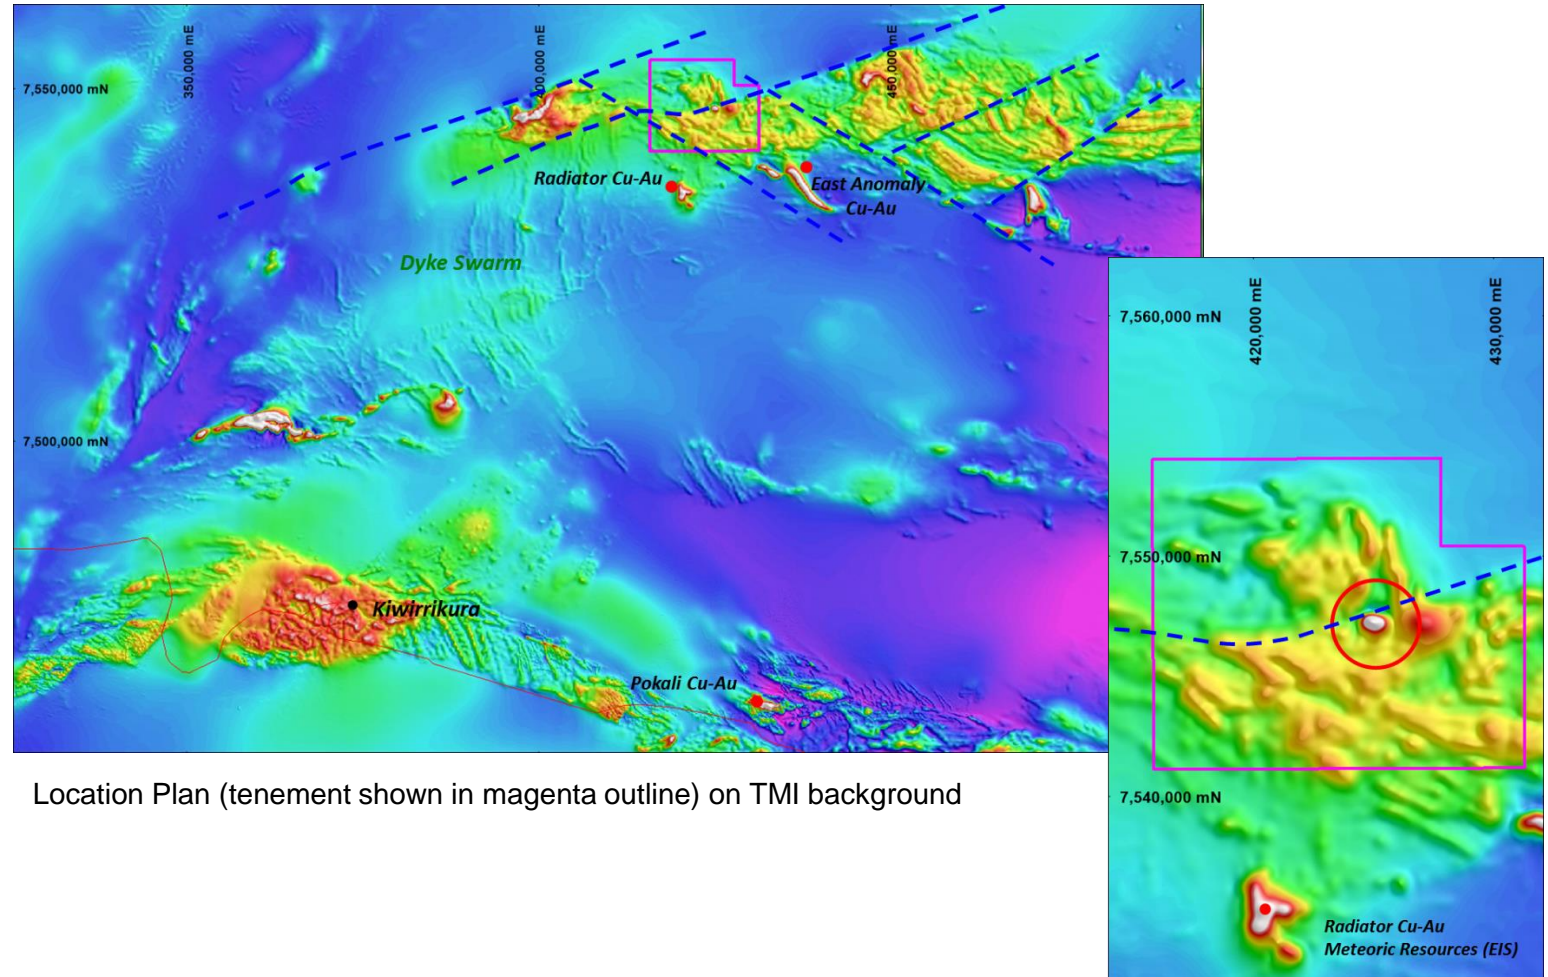 350,000 mE
400,000 mE
450,000 mE
7,550,000 mN
Radiator Cu-Au
East Anomaly
Cu-Au
Dyke Swarm
7,500,000 mN
Kiwirrikura
Pokali Cu-Au
Location Plan (tenement shown in magenta outline) on TMI background
420,000 mE
430,000 mE
7,560,000 mN
7,550,000 mN
7,540,000 mN
Radiator Cu-Au
Meteoric Resources (EIS)